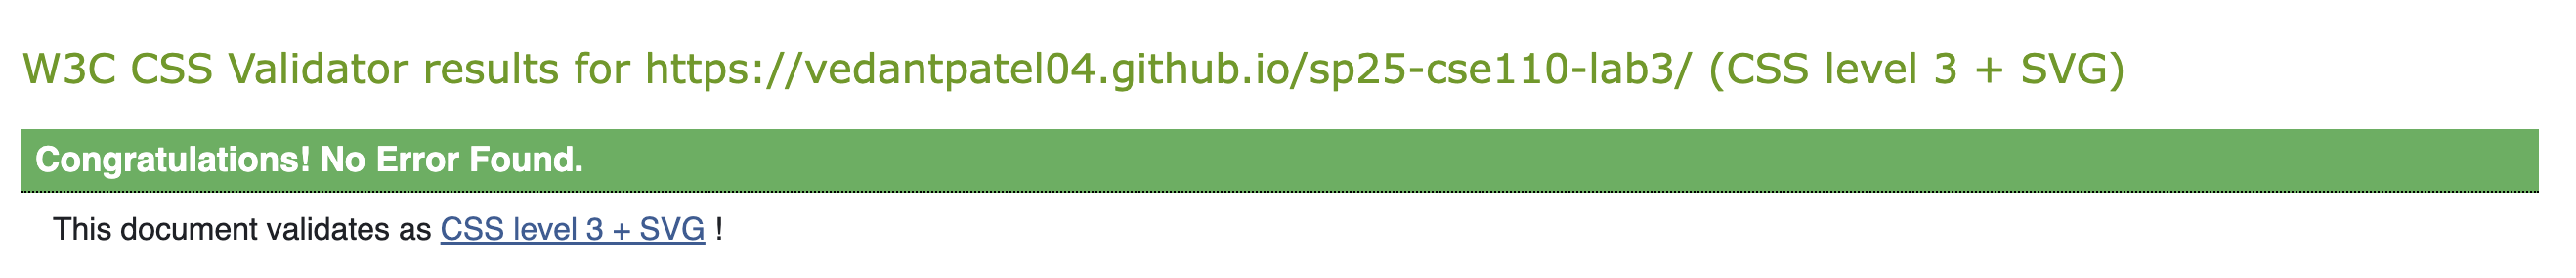 W3C CSS Validator results for https://vedantpatel04.github.io/sp25-cse110-lab3/ (CSS level 3 + SVG)
Congratulations! No Error Found.
This document validates as CSS level 3 + SVG !